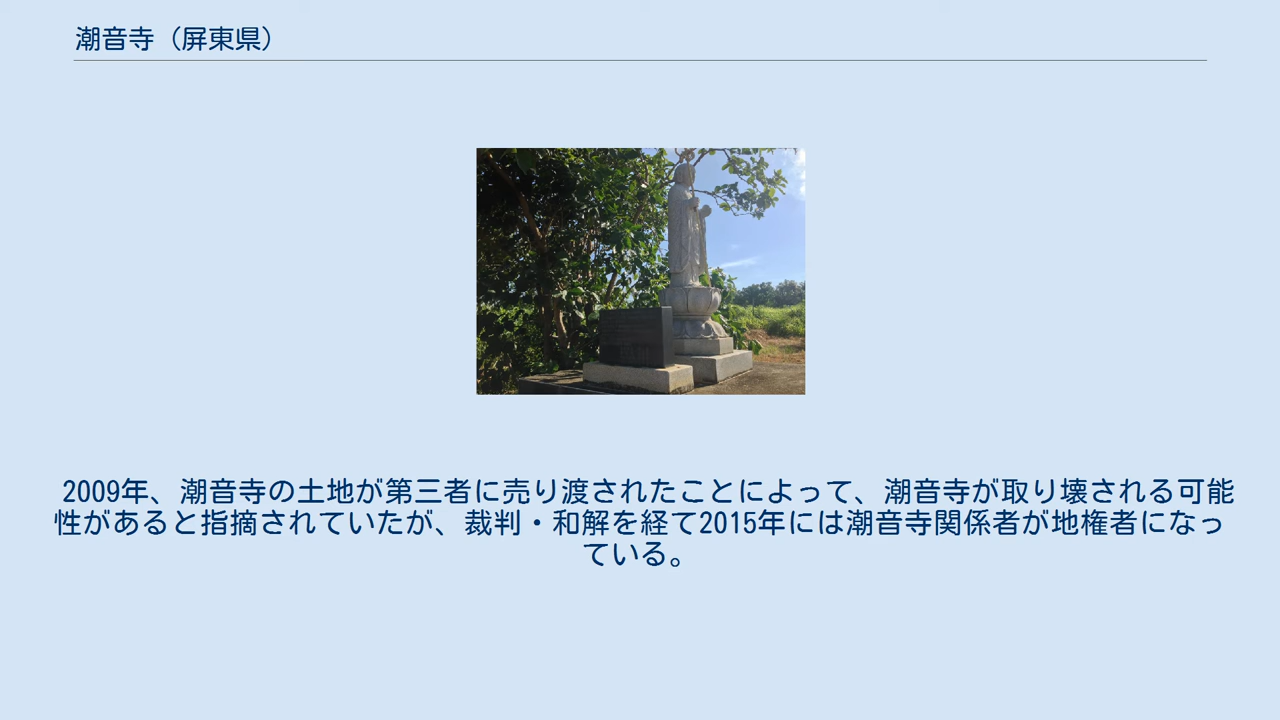 潮音寺（屏東県）
2009年、潮音寺の土地が第三者に売り渡されたことによって、潮音寺が取り壊される可能
性があると指摘されていたが、裁判・和解を経て2015年には潮音寺関係者が地権者になっ
ている。